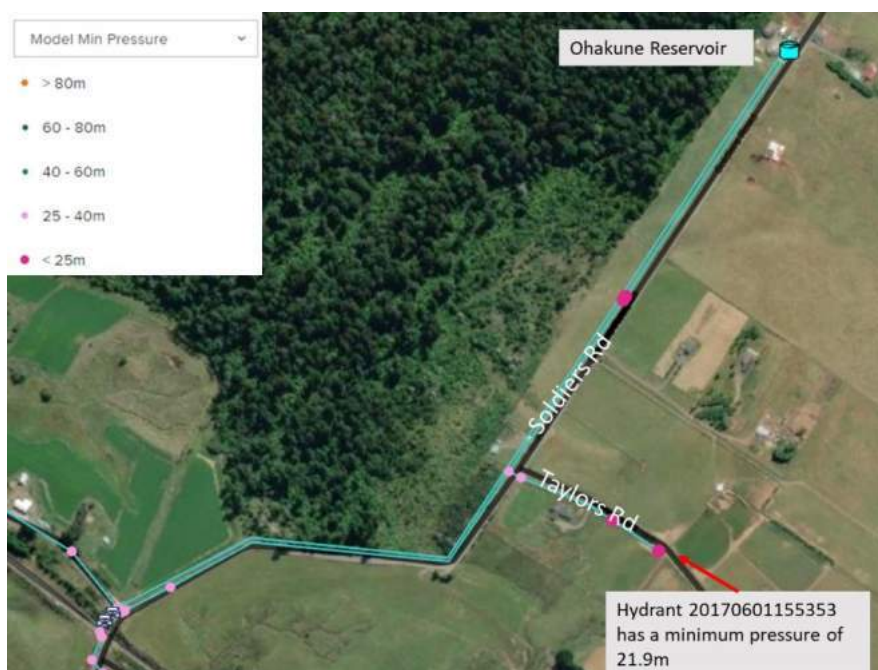 Model Min Pressure
> 80m
60 - 80m
40 - 60m
25 - 40m
< 25m
Ohakune Reservoir
Soldiers Rd
Taylors Rd
Hydrant 20170601155353
has a minimum pressure of
21.9m